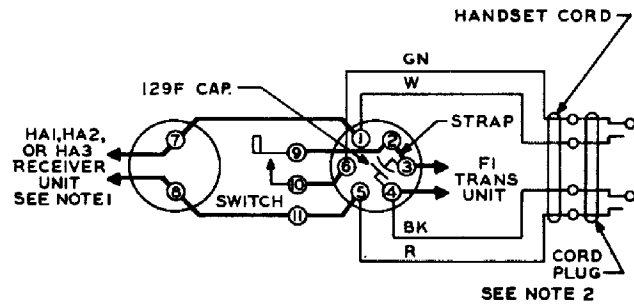 HANDSET CORD
GN
W
129F CAP.
STRAP
7
1
2
9
6
3
HA1, HA2,
OR HA3
RECEIVER
UNIT
SEE NOTE 1
F1
TRANS
UNIT
10
8
SWITCH
5
4
11
BK
R
CORD
PLUG
SEE NOTE 2